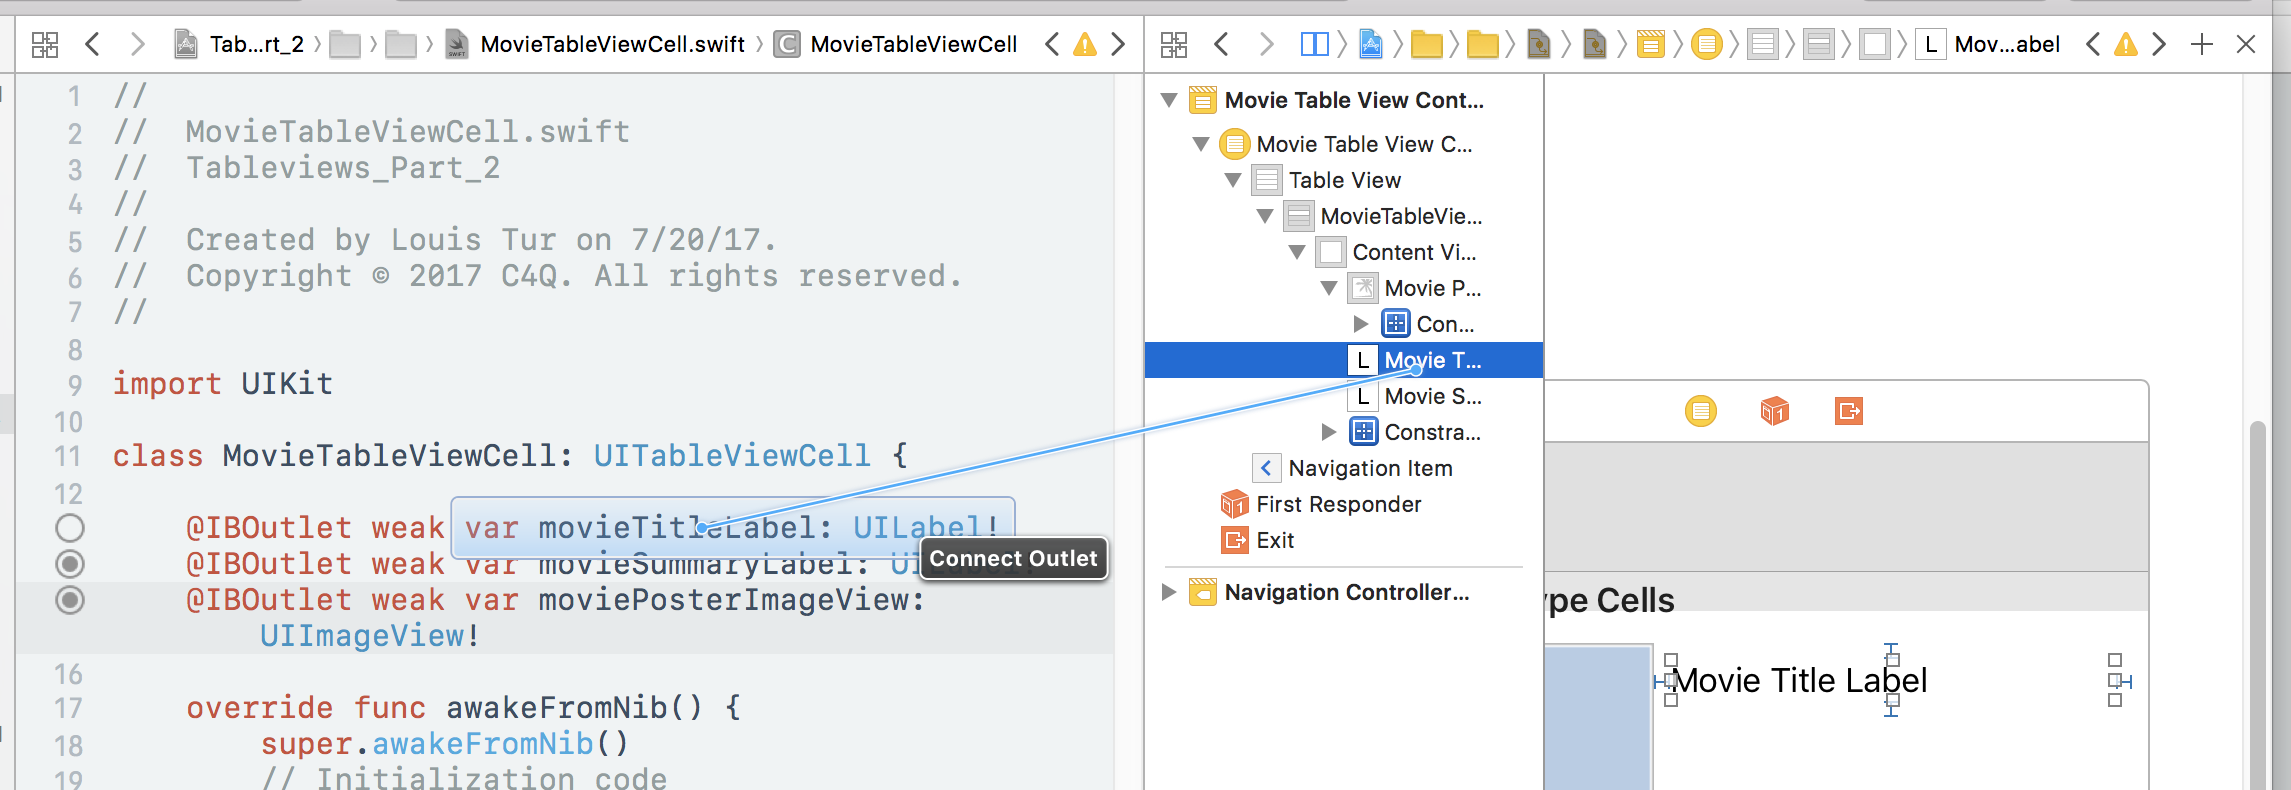 Tab...rt_2 MovieTableViewCell.swift C MovieTableViewCell
L Mov...abel
1 //
2 // MovieTableViewCell.swift
3 // Tableviews_Part_2
4 //
5 // Created by Louis Tur on 7/20/17.
6 // Copyright © 2017 C4Q. All rights reserved.
7 //
8
9 import UIKit
10
11 class MovieTableViewCell: UITableViewCell {
12
@IBOutlet weak var movieTitleLabel: UILabel!
@IBOutlet weak var movieSummaryLabel: UILabel!
@IBOutlet weak var moviePosterImageView:
UIImageView!
16
17 override func awakeFromNib() {
18 super.awakeFromNib()
19 // Initialization code
Connect Outlet
Movie Table View Cont...
Movie Table View C...
Table View
MovieTableVie...
Content Vi...
Movie P...
Con...
L Movie T...
L Movie S...
Constra...
Navigation Item
1 First Responder
Exit
Navigation Controller...
1
ype Cells
Movie Title Label